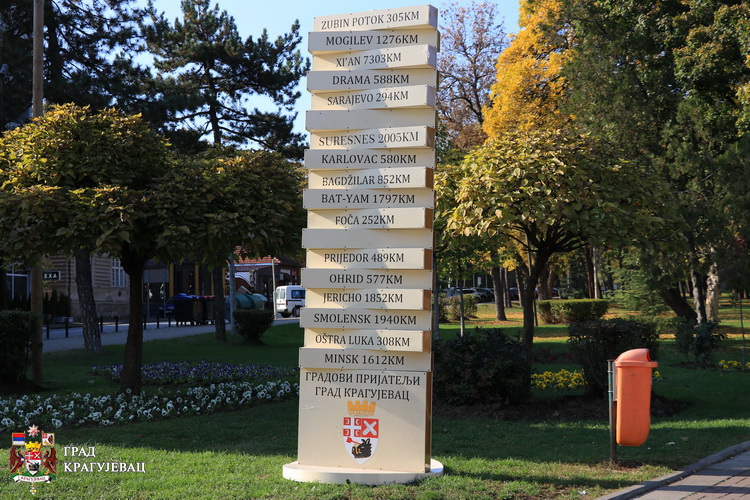 ZUBIN POTOK 305KM
MOGILEV 1276KM
XI'AN 7303KM
DRAMA 588KM
SARAJEVO 294KM
SURESNES 2005KM
KARLOVAC 580KM
BAGDŽILAR 852KM
BAT-YAM 1797KM
FOČA 252KM
PRIJEDOR 489KM
OHRID 577KM
JERICHO 1852KM
SMOLENSK 1940KM
OŠTRA LUKA 308KM
MINSK 1612KM
ГРАДОВИ ПРИЈАТЕЉИ
ГРАД КРАГУЈЕВАЦ
ГРАД
КРАГУЈЕВАЦ